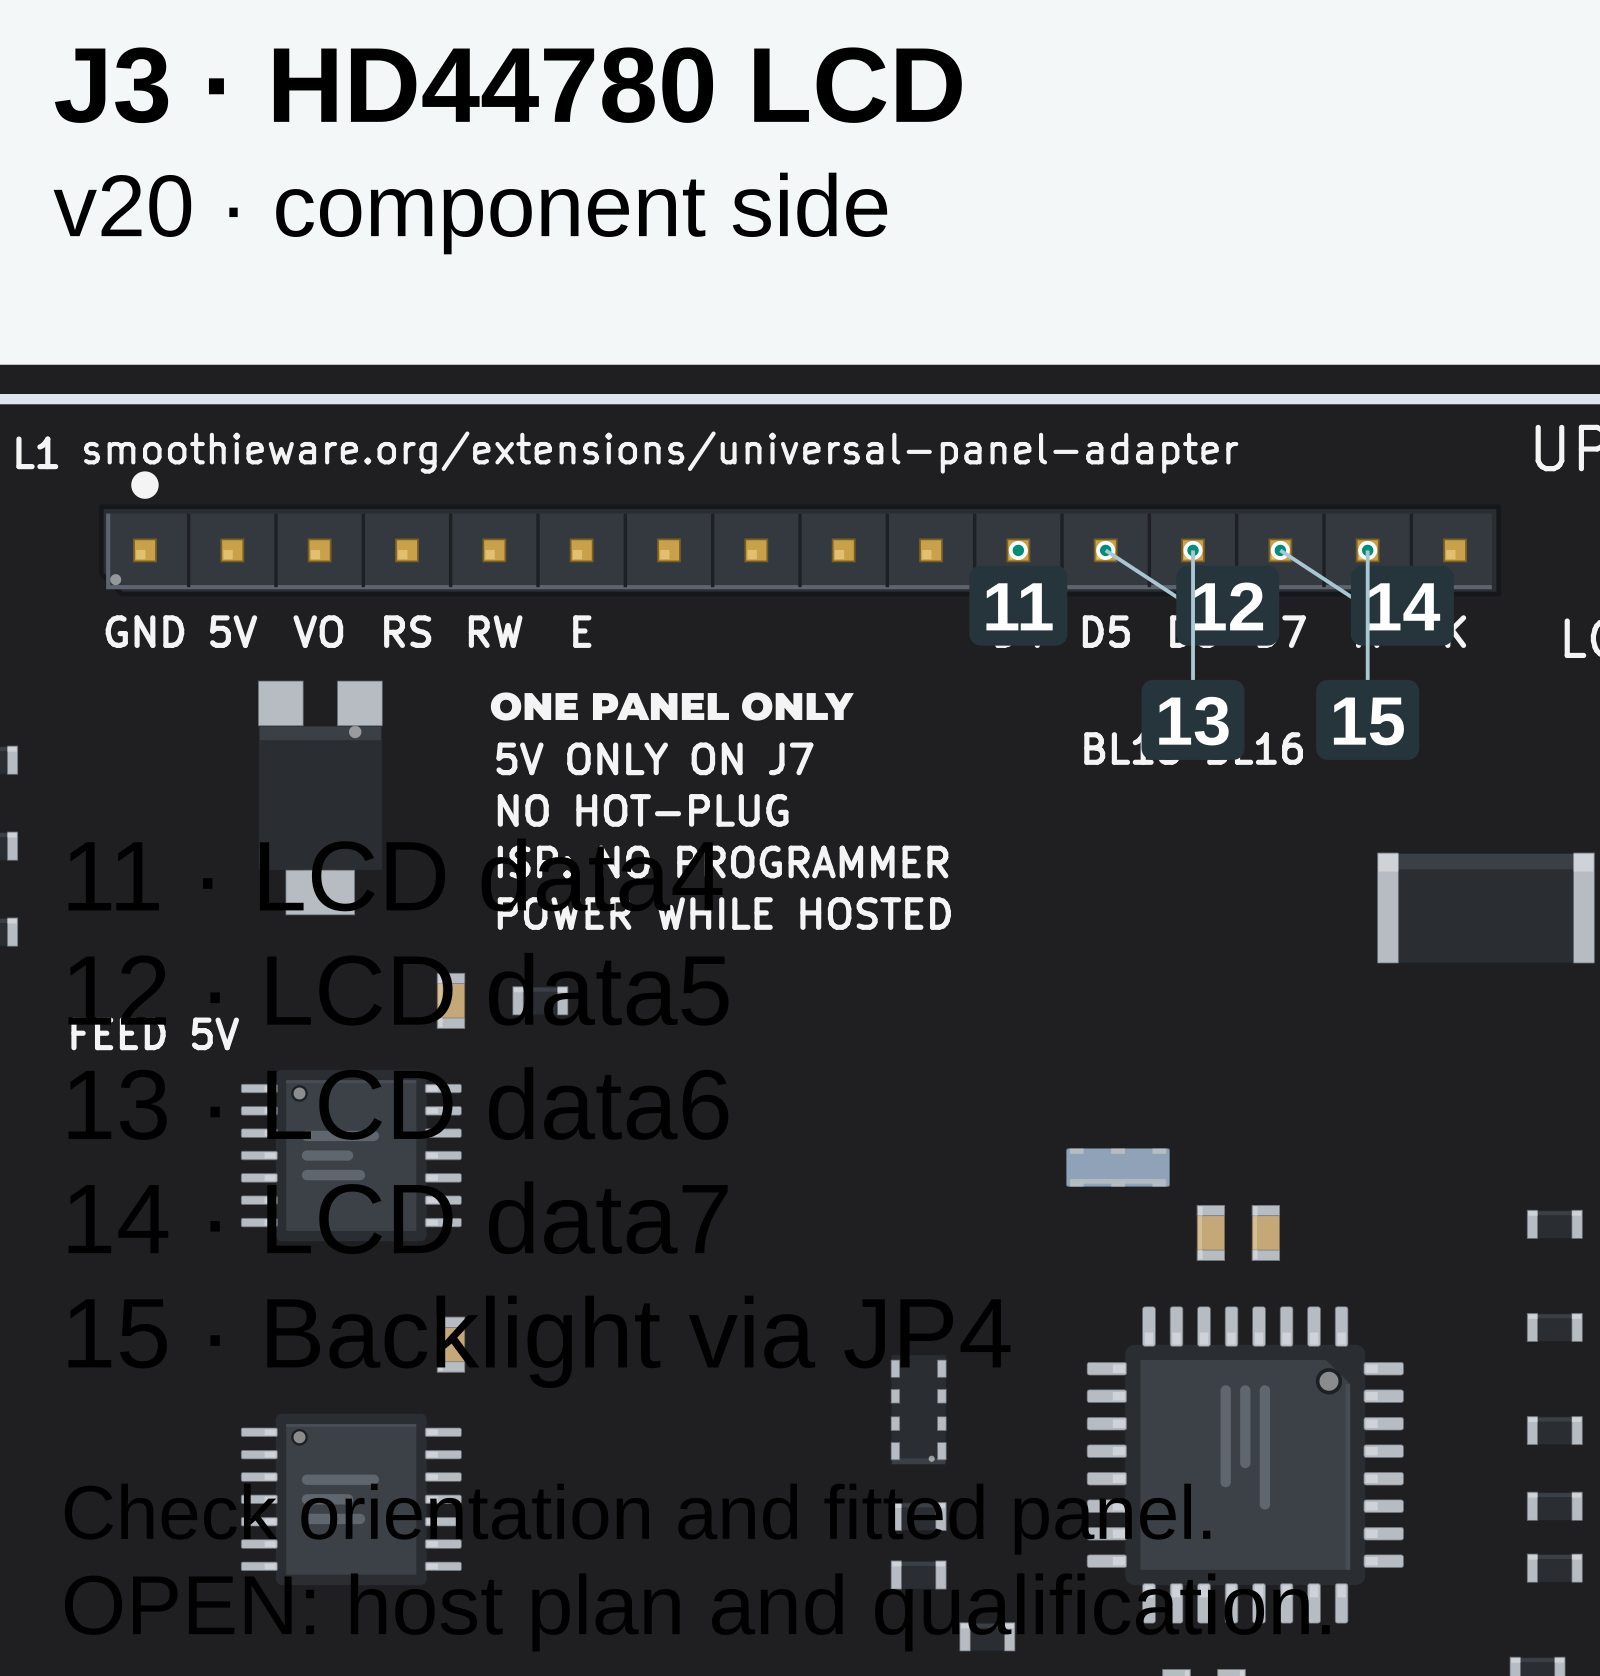 J3 · HD44780 LCD
v20 · component side
L1 smoothieware.org/extensions/universal-panel-adapter
UP
11 12 14
GND 5V VO RS RW E D5 K
13 15
ONE PANEL ONLY
5V ONLY ON J7
NO HOT-PLUG
ISP: NO PROGRAMMER
POWER WHILE HOSTED
11 · LCD data4
12 · LCD data5
FEED 5V
13 · LCD data6
14 · LCD data7
15 · Backlight via JP4
Check orientation and fitted panel.
OPEN: host plan and qualification.